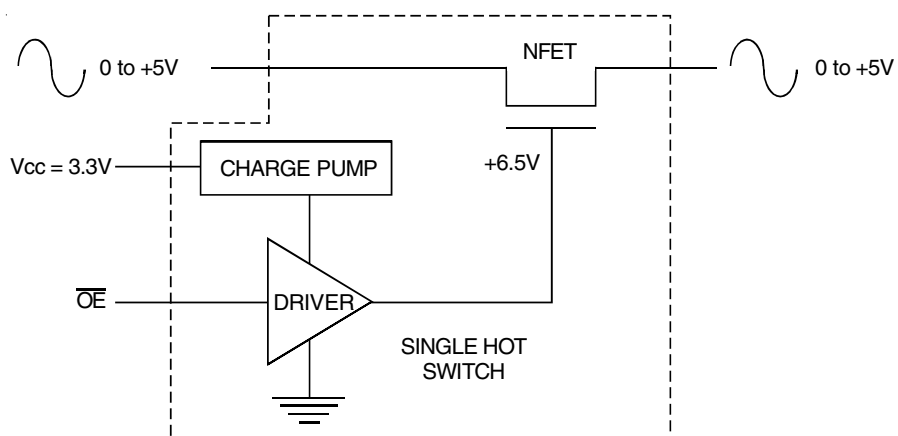 NFET
0 to +5V
0 to +5V
Vcc = 3.3V
CHARGE PUMP
+6.5V
OE
DRIVER
SINGLE HOT
SWITCH